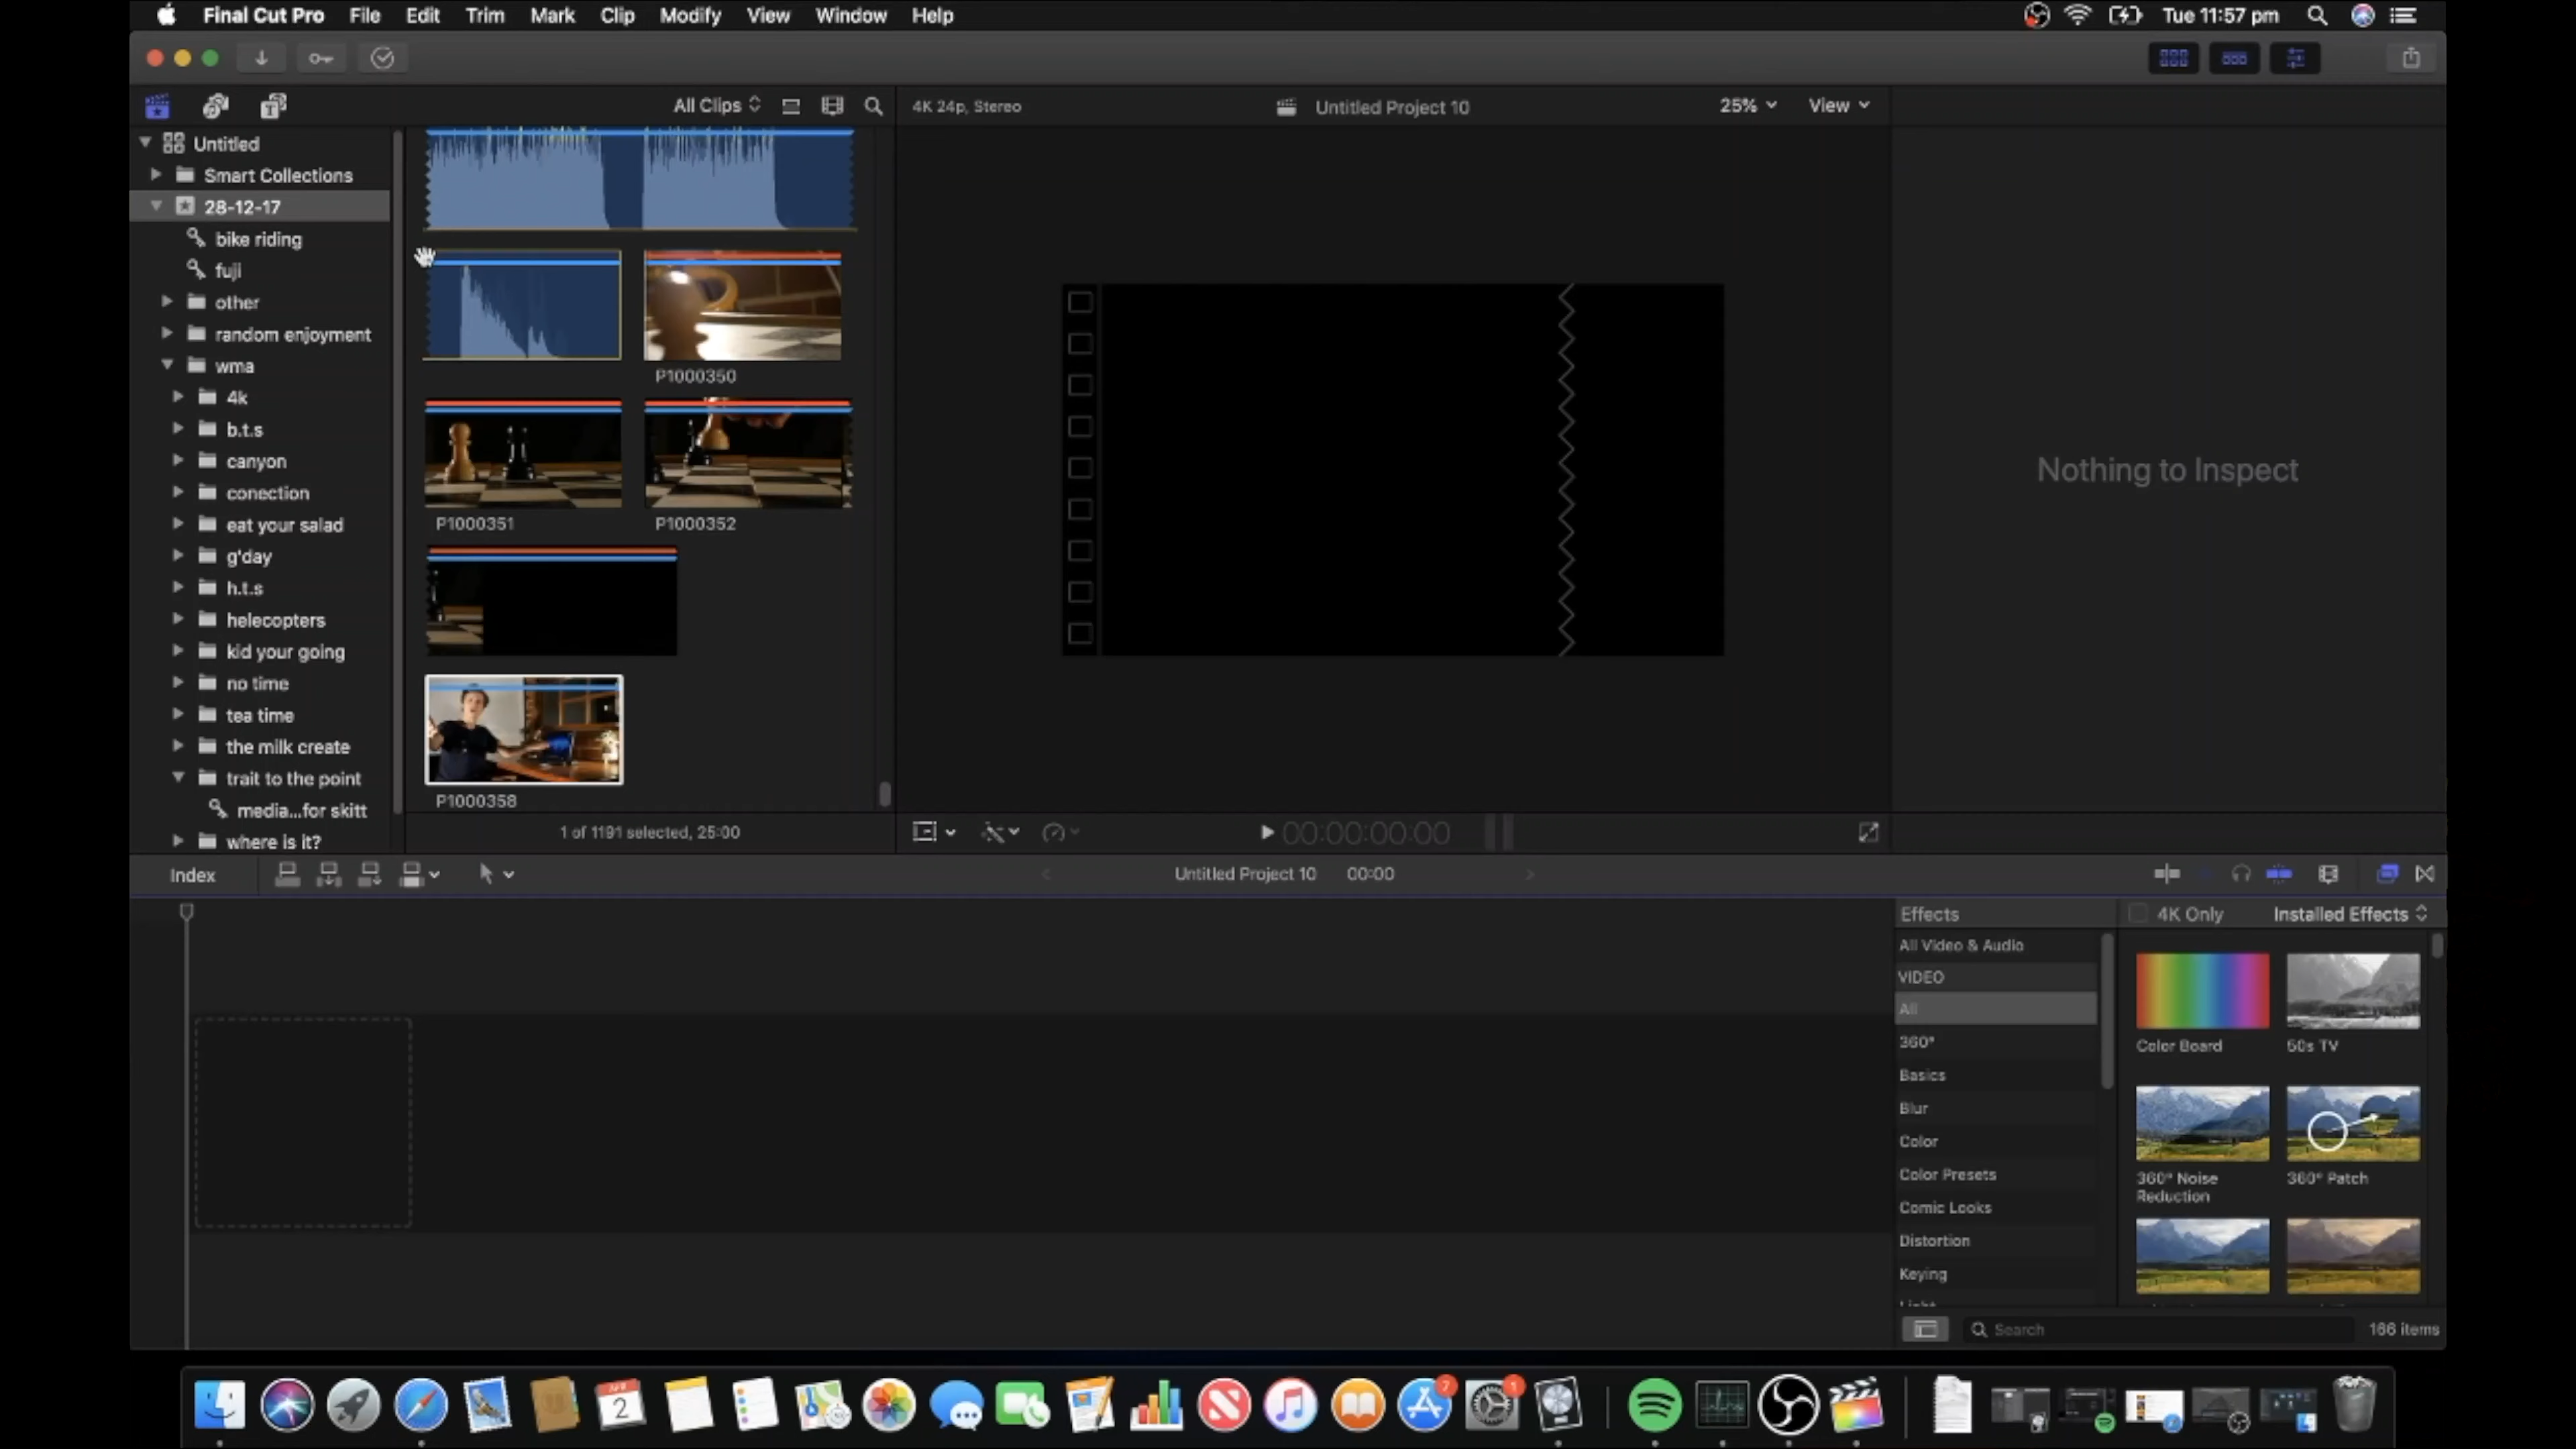 Final Cut Pro File Edit Trim Mark Clip Modify View Window Help Tue 11:57 pm
All Clips 4K 24p, Stereo Untitled Project 10 25% View
Untitled
Smart Collections
28-12-17
bike riding
fuji
other
random enjoyment
wma
4k
b.t.s
canyon
conection
eat your salad
g'day
h.t.s
helecopters
kid your going
no time
tea time
the milk create
trait to the point
media...for skitt
where is it?
P1000350
P1000351 P1000352
P1000358
1 of 1191 selected, 25:00
00:00:00:00
Nothing to Inspect
Index Untitled Project 10 00:00
Effects 4K Only Installed Effects
All Video & Audio
VIDEO
All
360°
Basics
Blur
Color
Color Presets
Comic Looks
Distortion
Keying
Light
Color Board 50s TV
360° Noise
Reduction
360° Patch
Search 166 items
2
7
1